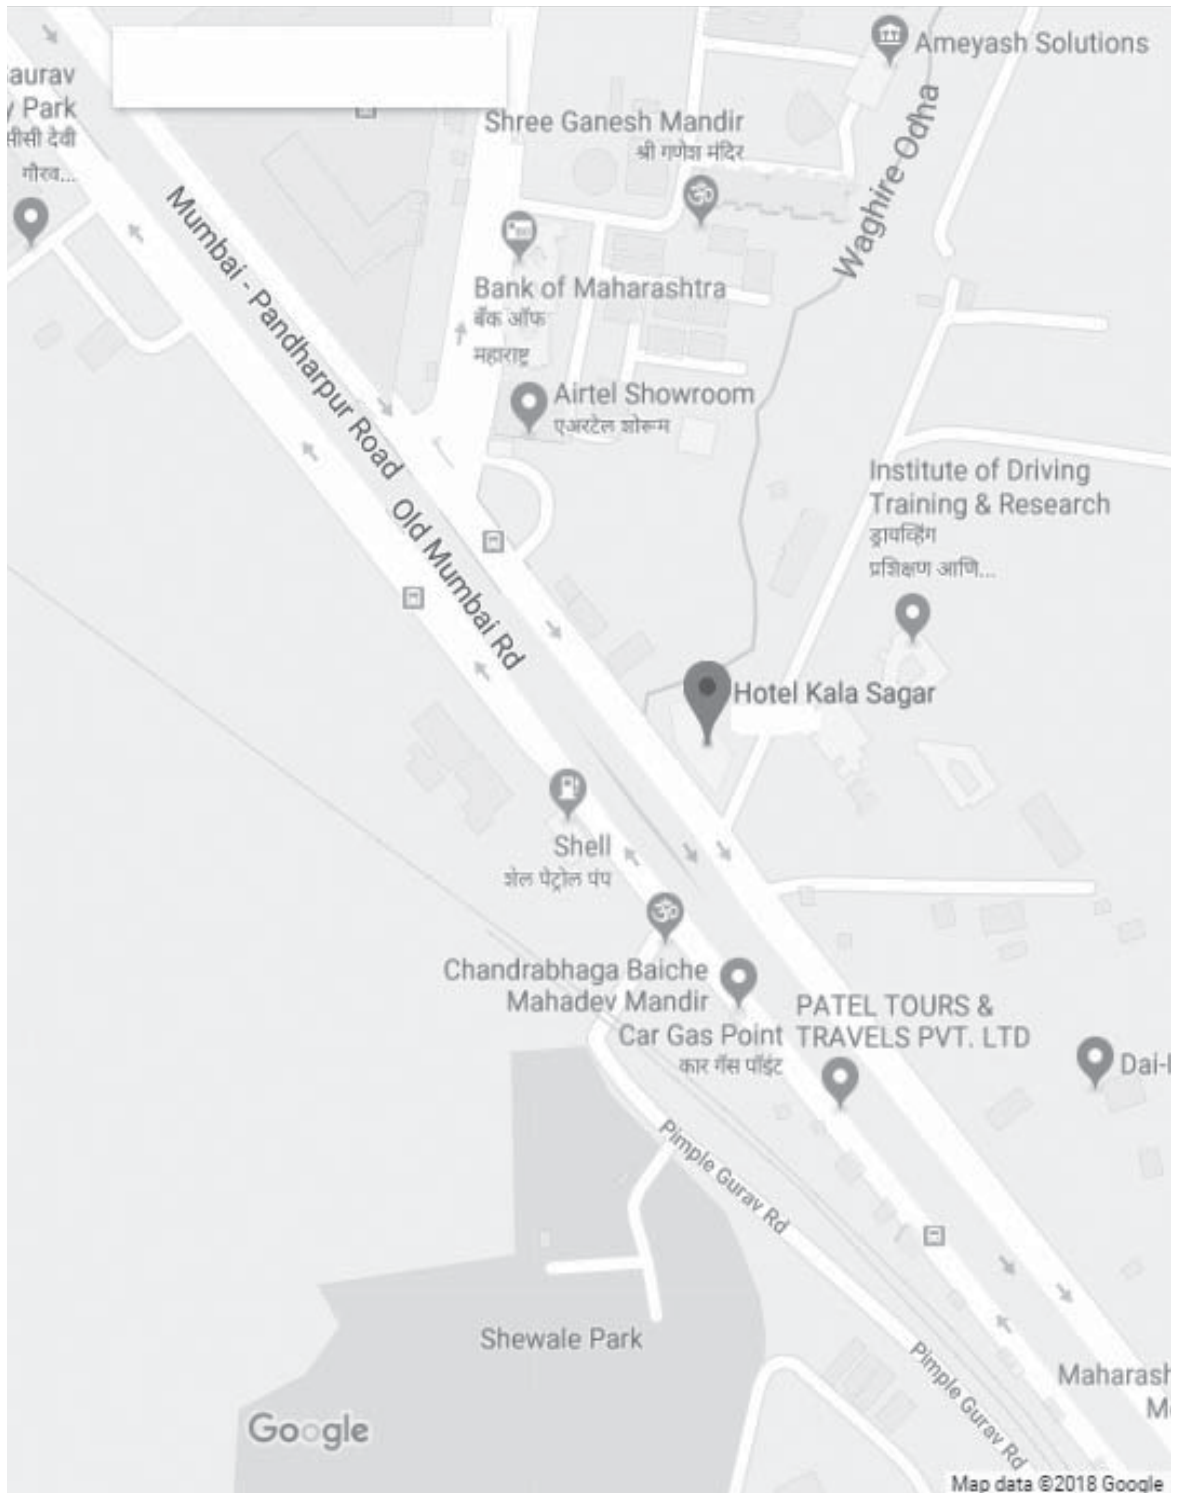 Ameyash Solutions
aurav
Park
सीसी देवी
गौरव...
Shree Ganesh Mandir
श्री गणेश मंदिर
Waghire Odha
Mumbai - Pandharpur Road
Bank of Maharashtra
बँक ऑफ
महाराष्ट्र
Airtel Showroom
एअरटेल शोरूम
Institute of Driving
Training & Research
ड्रायव्हिंग
प्रशिक्षण आणि...
Old Mumbai Rd
Hotel Kala Sagar
Shell
शेल पेट्रोल पंप
Chandrabhaga Baiche
Mahadev Mandir
Car Gas Point
कार गॅस पॉईंट
PATEL TOURS &
TRAVELS PVT. LTD
Dai-
Pimple Gurav Rd
Shewale Park
Pimple Gurav Rd
Maharash
M
Google
Map data ©2018 Google